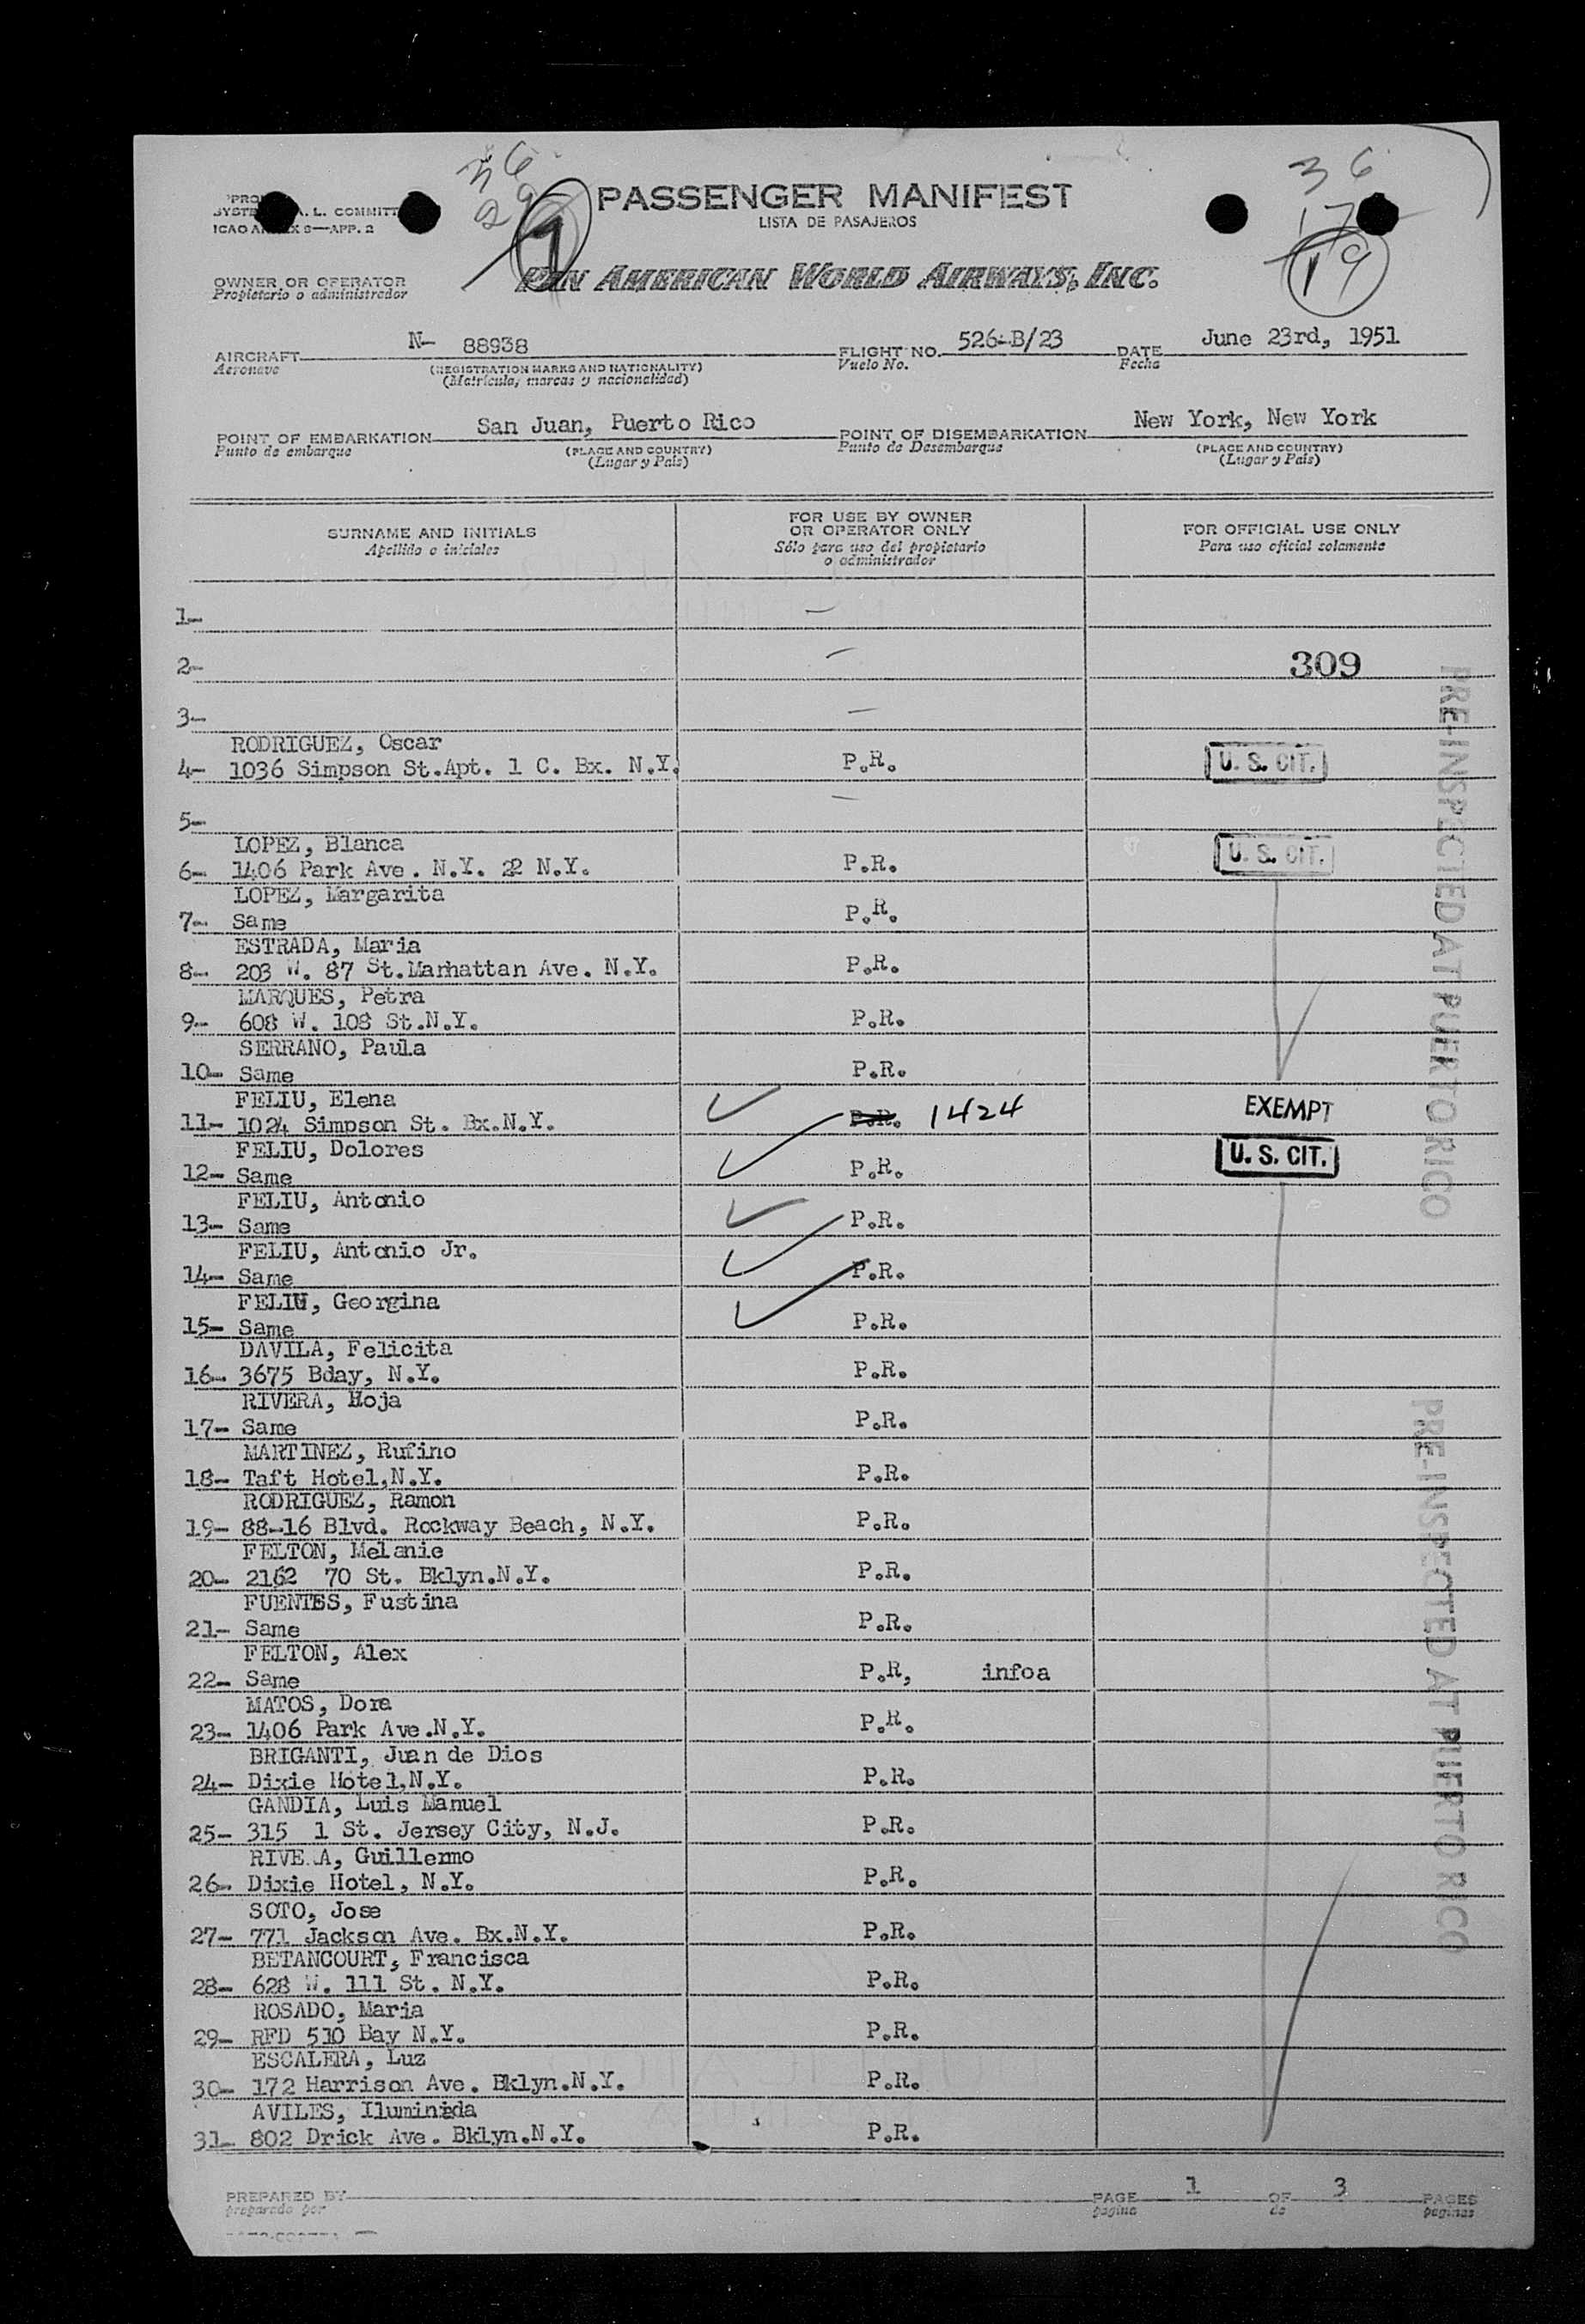 36
29
1
PASSENGER MANIFEST
LISTA DE PASAJEROS
36
17
19
L. COMMITT
ICAO 9—APP. 2
OWNER OR OPERATOR
Propietario o administrador
PAN AMERICAN WORLD AIRWAYS, INC.
AIRCRAFT N- 88938 FLIGHT NO. 526-B/23 DATE June 23rd, 1951
Aeronave (REGISTRATION MARKS AND NATIONALITY) Vuelo No. Fecha
(Matrícula, marcas y nacionalidad)
POINT OF EMBARKATION San Juan, Puerto Rico POINT OF DISEMBARKATION New York, New York
Punto de embarque (PLACE AND COUNTRY) Punto de Desembarque (PLACE AND COUNTRY)
(Lugar y País) (Lugar y País)
SURNAME AND INITIALS
Apellido e iniciales
FOR USE BY OWNER
OR OPERATOR ONLY
Sólo para uso del propietario
o administrador
FOR OFFICIAL USE ONLY
Para uso oficial solamente
1- —
2- — 309
3- —
RODRIGUEZ, Oscar
4- 1036 Simpson St.Apt. 1 C. Bx. N.Y. P.R. U. S. CIT.
5- —
LOPEZ, Blanca
6- 1406 Park Ave. N.Y. 22 N.Y. P.R. U. S. CIT.
LOPEZ, Margarita
7- Same P.R.
ESTRADA, Maria
8- 203 W. 87 St.Manhattan Ave. N.Y. P.R.
MARQUES, Petra
9- 608 W. 108 St.N.Y. P.R.
SERRANO, Paula
10- Same P.R.
FELIU, Elena
11- 1024 Simpson St. Bx.N.Y. P.R. 1424 EXEMPT
FELIU, Dolores
12- Same P.R. U. S. CIT.
FELIU, Antonio
13- Same P.R.
FELIU, Antonio Jr.
14- Same P.R.
FELIU, Georgina
15- Same P.R.
DAVILA, Felicita
16- 3675 Bday, N.Y. P.R.
RIVERA, Hoja
17- Same P.R.
MARTINEZ, Rufino
18- Taft Hotel,N.Y. P.R.
RODRIGUEZ, Ramon
19- 88-16 Blvd. Rockway Beach, N.Y. P.R.
FELTON, Melanie
20- 2162 70 St. Bklyn.N.Y. P.R.
FUENTES, Fustina
21- Same P.R.
FELTON, Alex
22- Same P.R, infoa
MATOS, Dora
23- 1406 Park Ave.N.Y. P.R.
BRIGANTI, Juan de Dios
24- Dixie Hotel,N.Y. P.R.
GANDIA, Luis Manuel
25- 315 1 St. Jersey City, N.J. P.R.
RIVE A, Guillermo
26- Dixie Hotel, N.Y. P.R.
SOTO, Jose
27- 771 Jackson Ave. Bx.N.Y. P.R.
BETANCOURT, Francisca
28- 628 W. 111 St. N.Y. P.R.
ROSADO, Maria
29- RFD 510 Bay N.Y. P.R.
ESCALERA, Luz
30- 172 Harrison Ave. Bklyn.N.Y. P.R.
AVILES, Iluminada
31- 802 Drick Ave. Bklyn.N.Y. P.R.
PRE-INSPECTED AT PUERTO RICO
PRE-INSPECTED AT PUERTO RICO
PREPARED BY PAGE 1 OF 3 PAGES
preparado por pagina de paginas